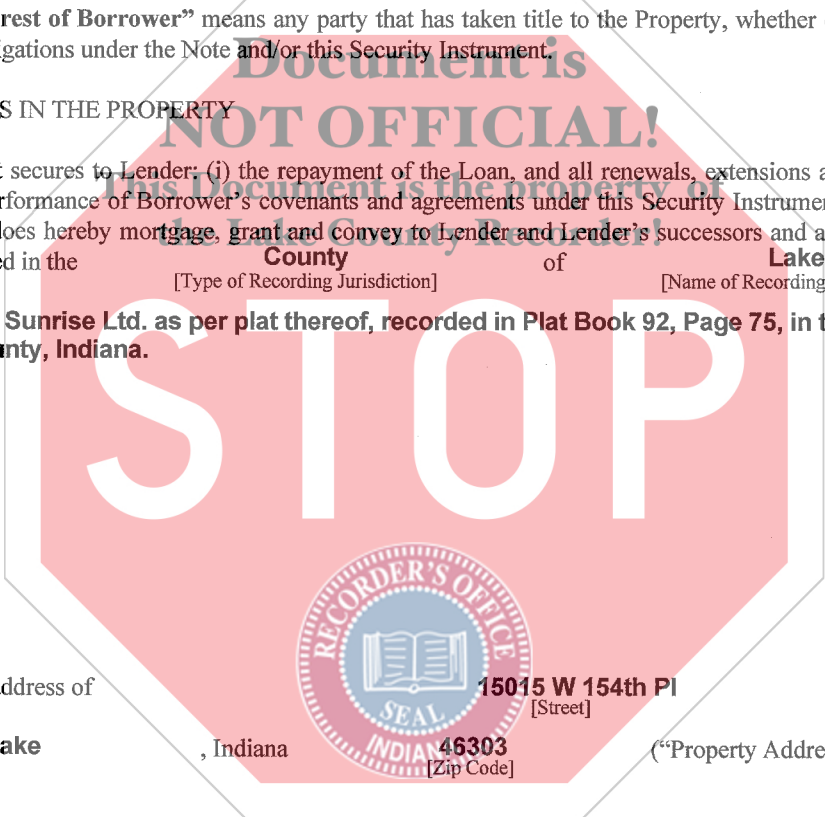 rest of Borrower” means any party that has taken title to the Property, whether
igations under the Note and/or this Security Instrument.
Document is
S IN THE PROPERTY
NOT OFFICIAL!
t secures to Lender: (i) the repayment of the Loan, and all renewals, extensions a
This Document is the property of
rformance of Borrower’s covenants and agreements under this Security Instrumen
the Lake County Recorder!
does hereby mortgage, grant and convey to Lender and Lender’s successors and a
ed in the County of Lake
[Type of Recording Jurisdiction] [Name of Recording
Sunrise Ltd. as per plat thereof, recorded in Plat Book 92, Page 75, in t
nty, Indiana.
STOP
RECORDER'S OFFICE
SEAL
INDIANA
address of 15015 W 154th Pl
[Street]
ake , Indiana 46303 (“Property Addre
[Zip Code]